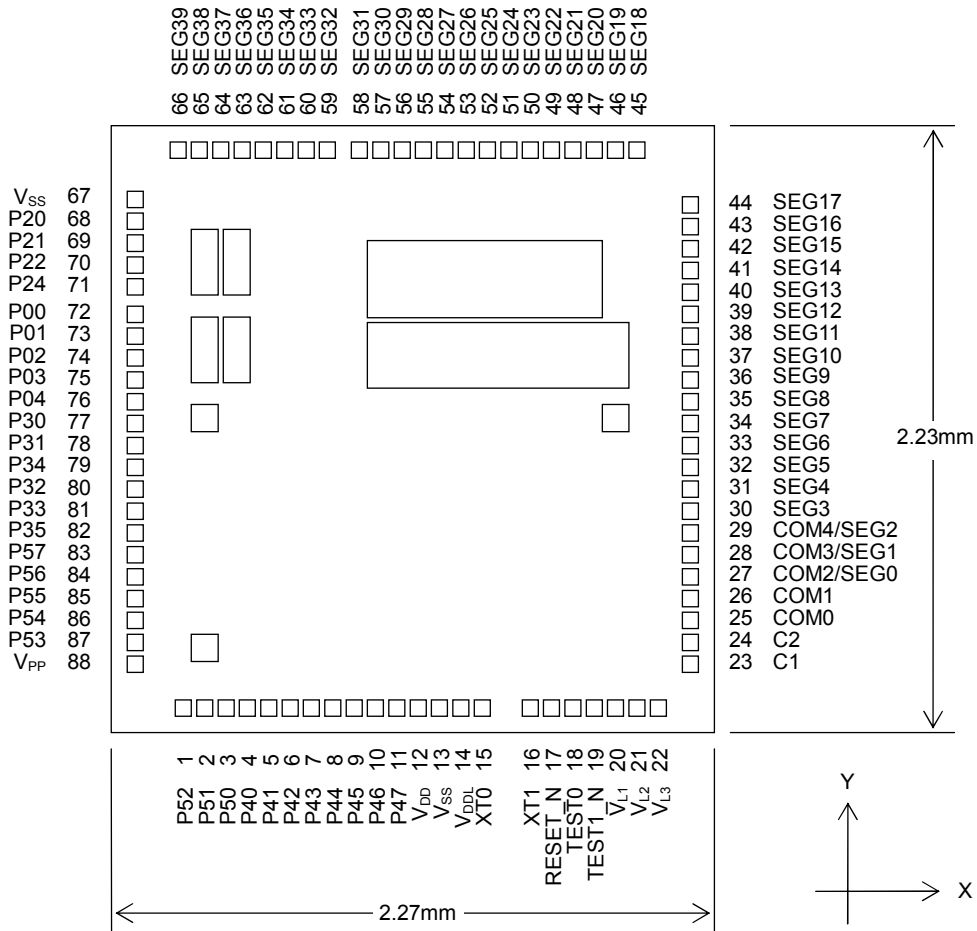 66 SEG39
65 SEG38
64 SEG37
63 SEG36
62 SEG35
61 SEG34
60 SEG33
59 SEG32
58 SEG31
57 SEG30
56 SEG29
55 SEG28
54 SEG27
53 SEG26
52 SEG25
51 SEG24
50 SEG23
49 SEG22
48 SEG21
47 SEG20
46 SEG19
45 SEG18
VSS 67
P20 68
P21 69
P22 70
P24 71
P00 72
P01 73
P02 74
P03 75
P04 76
P30 77
P31 78
P34 79
P32 80
P33 81
P35 82
P57 83
P56 84
P55 85
P54 86
P53 87
VPP 88
44 SEG17
43 SEG16
42 SEG15
41 SEG14
40 SEG13
39 SEG12
38 SEG11
37 SEG10
36 SEG9
35 SEG8
34 SEG7
33 SEG6
32 SEG5
31 SEG4
30 SEG3
29 COM4/SEG2
28 COM3/SEG1
27 COM2/SEG0
26 COM1
25 COM0
24 C2
23 C1
2.23mm
P52 1
P51 2
P50 3
P40 4
P41 5
P42 6
P43 7
P44 8
P45 9
P46 10
P47 11
VDD 12
VSS 13
VDDL 14
XT0 15
XT1 16
RESET_N 17
TEST0 18
TEST1_N 19
VL1 20
VL2 21
VL3 22
2.27mm
Y
X